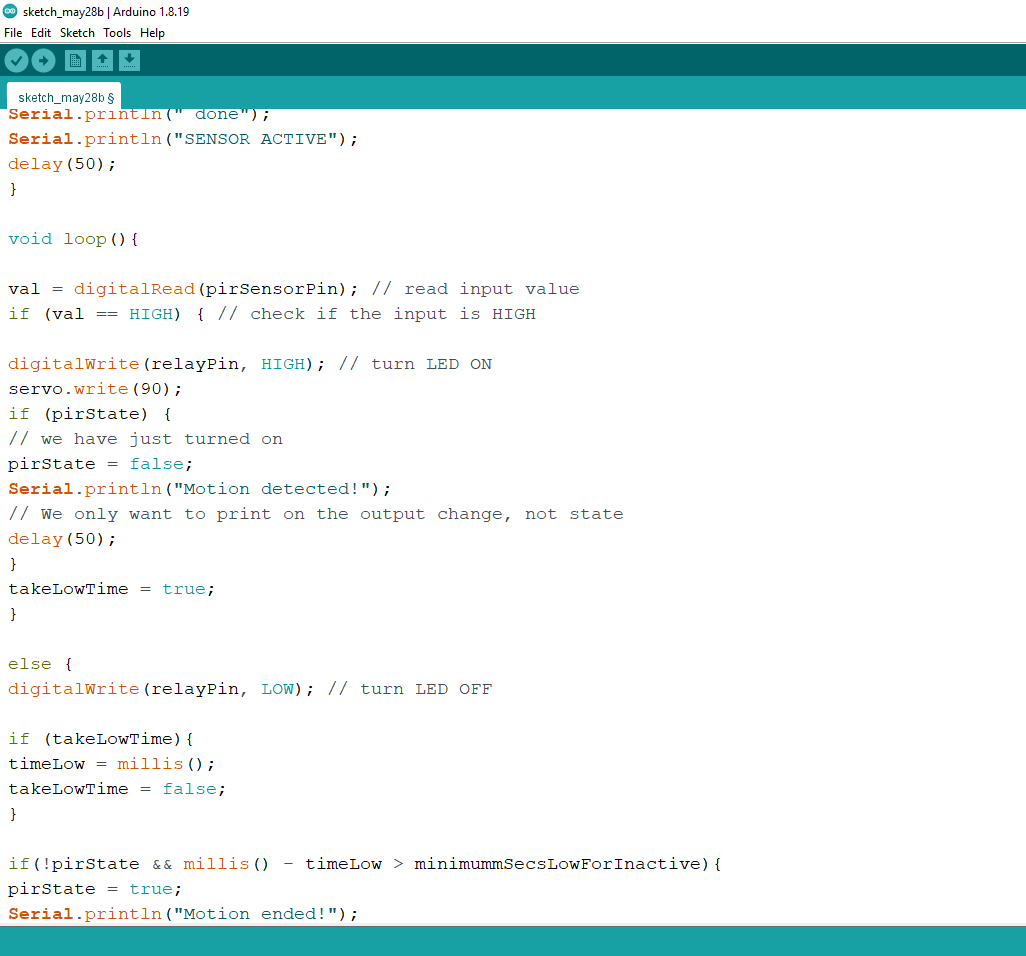 sketch_may28b | Arduino 1.8.19
File Edit Sketch Tools Help
sketch_may28b §
Serial.println(" done");
Serial.println("SENSOR ACTIVE");
delay(50);
}
void loop(){
val = digitalRead(pirSensorPin); // read input value
if (val == HIGH) { // check if the input is HIGH
digitalWrite(relayPin, HIGH); // turn LED ON
servo.write(90);
if (pirState) {
// we have just turned on
pirState = false;
Serial.println("Motion detected!");
// We only want to print on the output change, not state
delay(50);
}
takeLowTime = true;
}
else {
digitalWrite(relayPin, LOW); // turn LED OFF
if (takeLowTime){
timeLow = millis();
takeLowTime = false;
}
if(!pirState && millis() - timeLow > minimummSecsLowForInactive){
pirState = true;
Serial.println("Motion ended!");